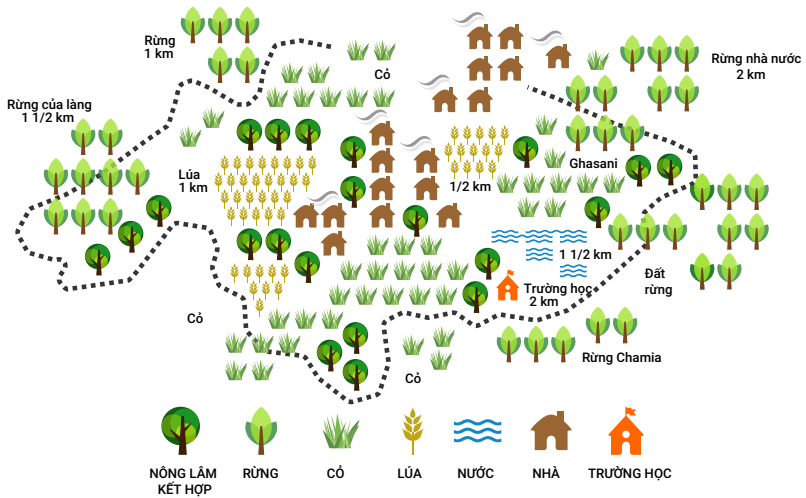 Rừng
1 km
Cỏ
Rừng nhà nước
2 km
Rừng của làng
1 1/2 km
Lúa
1 km
1/2 km
Ghasani
1 1/2 km
Trường học
2 km
Đất
rừng
Cỏ
Cỏ
Rừng Chamia
NÔNG LÂM
KẾT HỢP
RỪNG
CỎ
LÚA
NƯỚC
NHÀ
TRƯỜNG HỌC